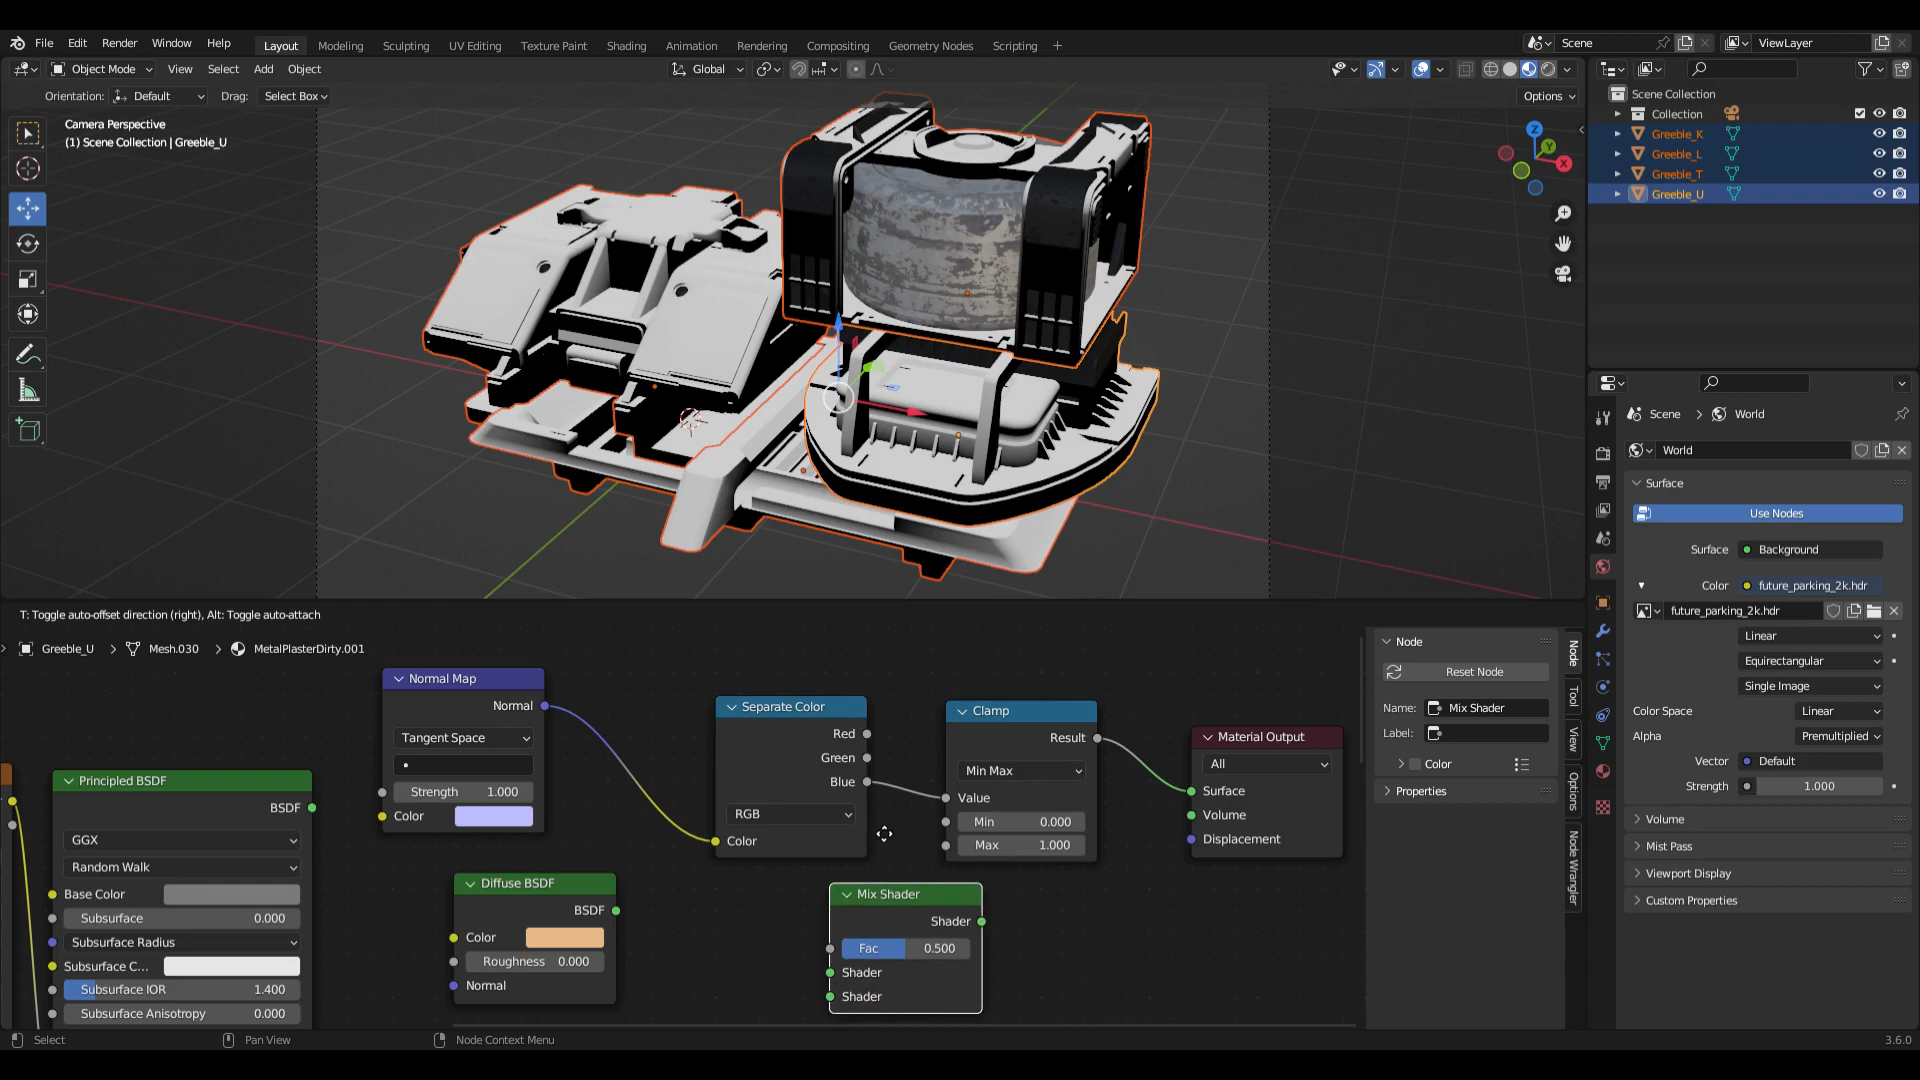 File Edit Render Window Help
Layout Modeling Sculpting UV Editing Texture Paint Shading Animation Rendering Compositing Geometry Nodes Scripting +
Scene
ViewLayer
Object Mode View Select Add Object
Global
Orientation: Default Drag: Select Box
Options
Camera Perspective
(1) Scene Collection | Greeble_U
Z
Y
X
Scene Collection
Collection
Greeble_K
Greeble_L
Greeble_T
Greeble_U
Scene > World
World
Surface
Use Nodes
Surface Background
Color future_parking_2k.hdr
future_parking_2k.hdr
Linear
Equirectangular
Single Image
Color Space Linear
Alpha Premultiplied
Vector Default
Strength 1.000
Volume
Mist Pass
Viewport Display
Custom Properties
T: Toggle auto-offset direction (right), Alt: Toggle auto-attach
Greeble_U > Mesh.030 > MetalPlasterDirty.001
Normal Map
Normal
Tangent Space
Strength 1.000
Color
Principled BSDF
BSDF
GGX
Random Walk
Base Color
Subsurface 0.000
Subsurface Radius
Subsurface C...
Subsurface IOR 1.400
Subsurface Anisotropy 0.000
Diffuse BSDF
BSDF
Color
Roughness 0.000
Normal
Separate Color
Red
Green
Blue
RGB
Color
Clamp
Result
Min Max
Value
Min 0.000
Max 1.000
Mix Shader
Shader
Fac 0.500
Shader
Shader
Material Output
All
Surface
Volume
Displacement
Node
Reset Node
Name: Mix Shader
Label:
Color
Properties
Node
Tool
View
Options
Node Wrangler
Select Pan View Node Context Menu
3.6.0